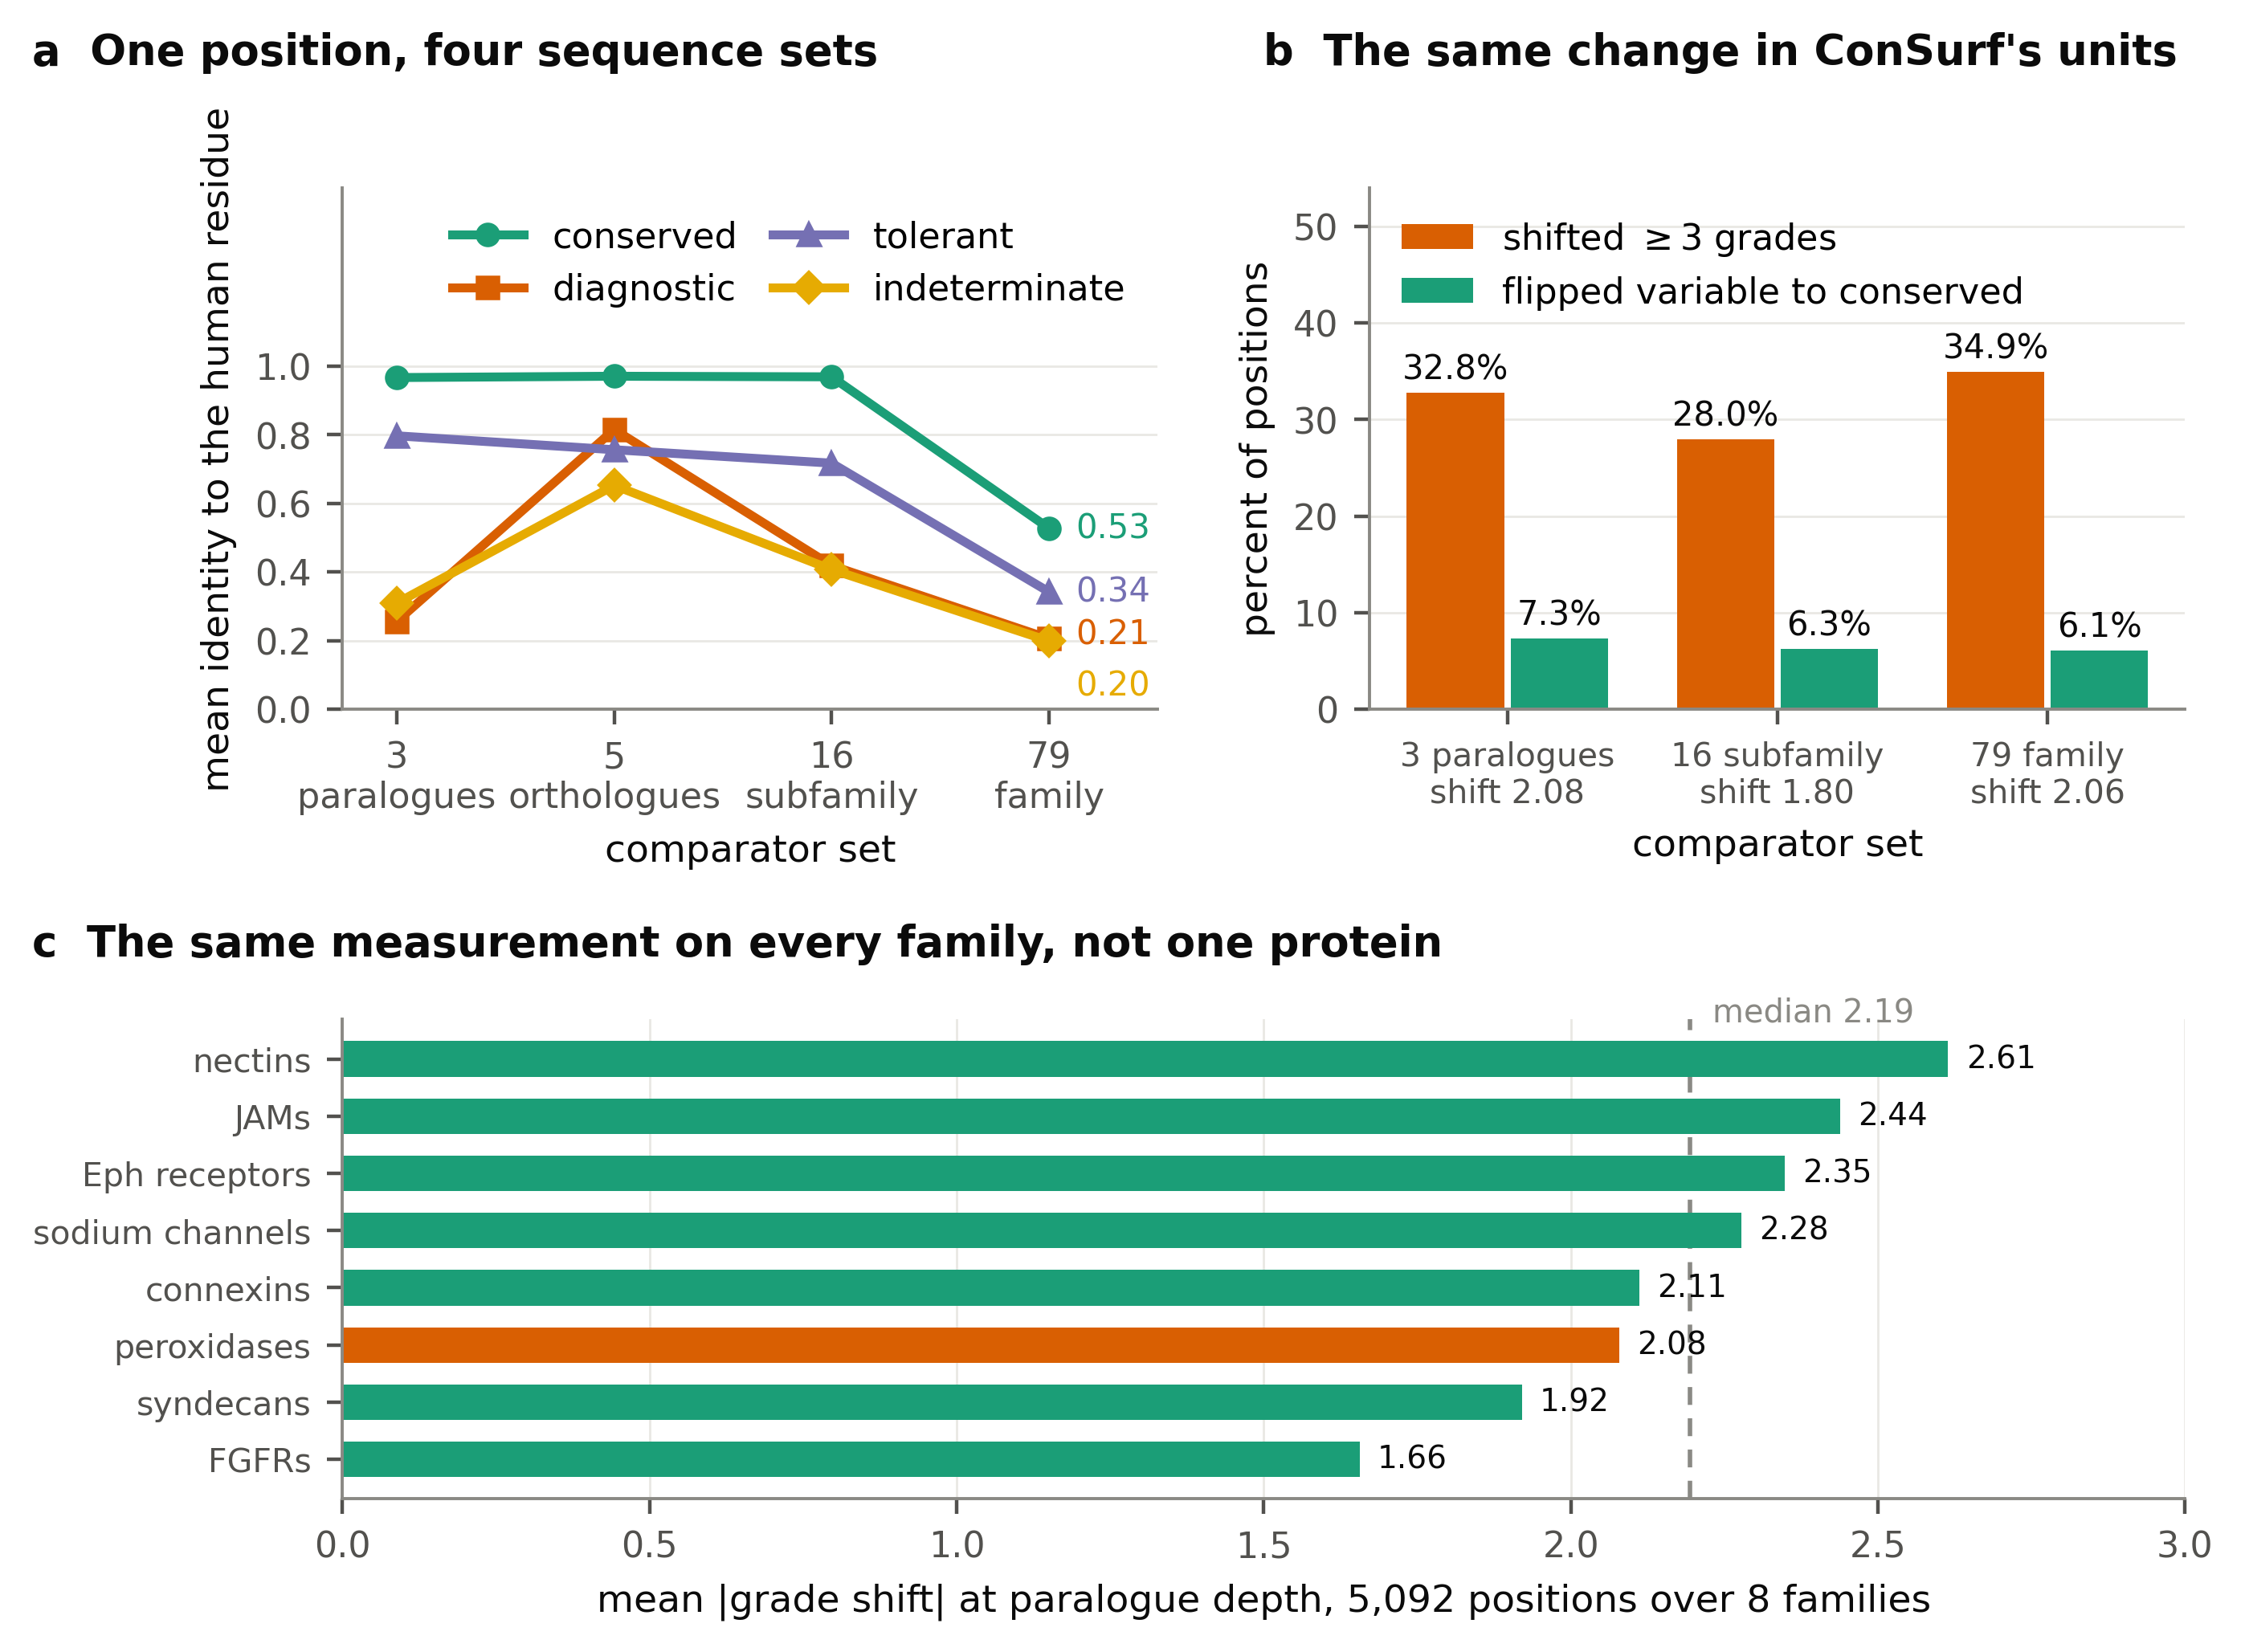 a One position, four sequence sets
mean identity to the human residue
conserved
diagnostic
tolerant
indeterminate
1.0
0.8
0.6
0.4
0.2
0.0
0.53
0.34
0.21
0.20
3 5 16 79
paralogues orthologues subfamily family
comparator set
b The same change in ConSurf's units
percent of positions
shifted ≥ 3 grades
flipped variable to conserved
50
40
30
20
10
0
32.8%
7.3%
28.0%
6.3%
34.9%
6.1%
3 paralogues 16 subfamily 79 family
shift 2.08 shift 1.80 shift 2.06
comparator set
c The same measurement on every family, not one protein
median 2.19
nectins 2.61
JAMs 2.44
Eph receptors 2.35
sodium channels 2.28
connexins 2.11
peroxidases 2.08
syndecans 1.92
FGFRs 1.66
0.0 0.5 1.0 1.5 2.0 2.5 3.0
mean |grade shift| at paralogue depth, 5,092 positions over 8 families